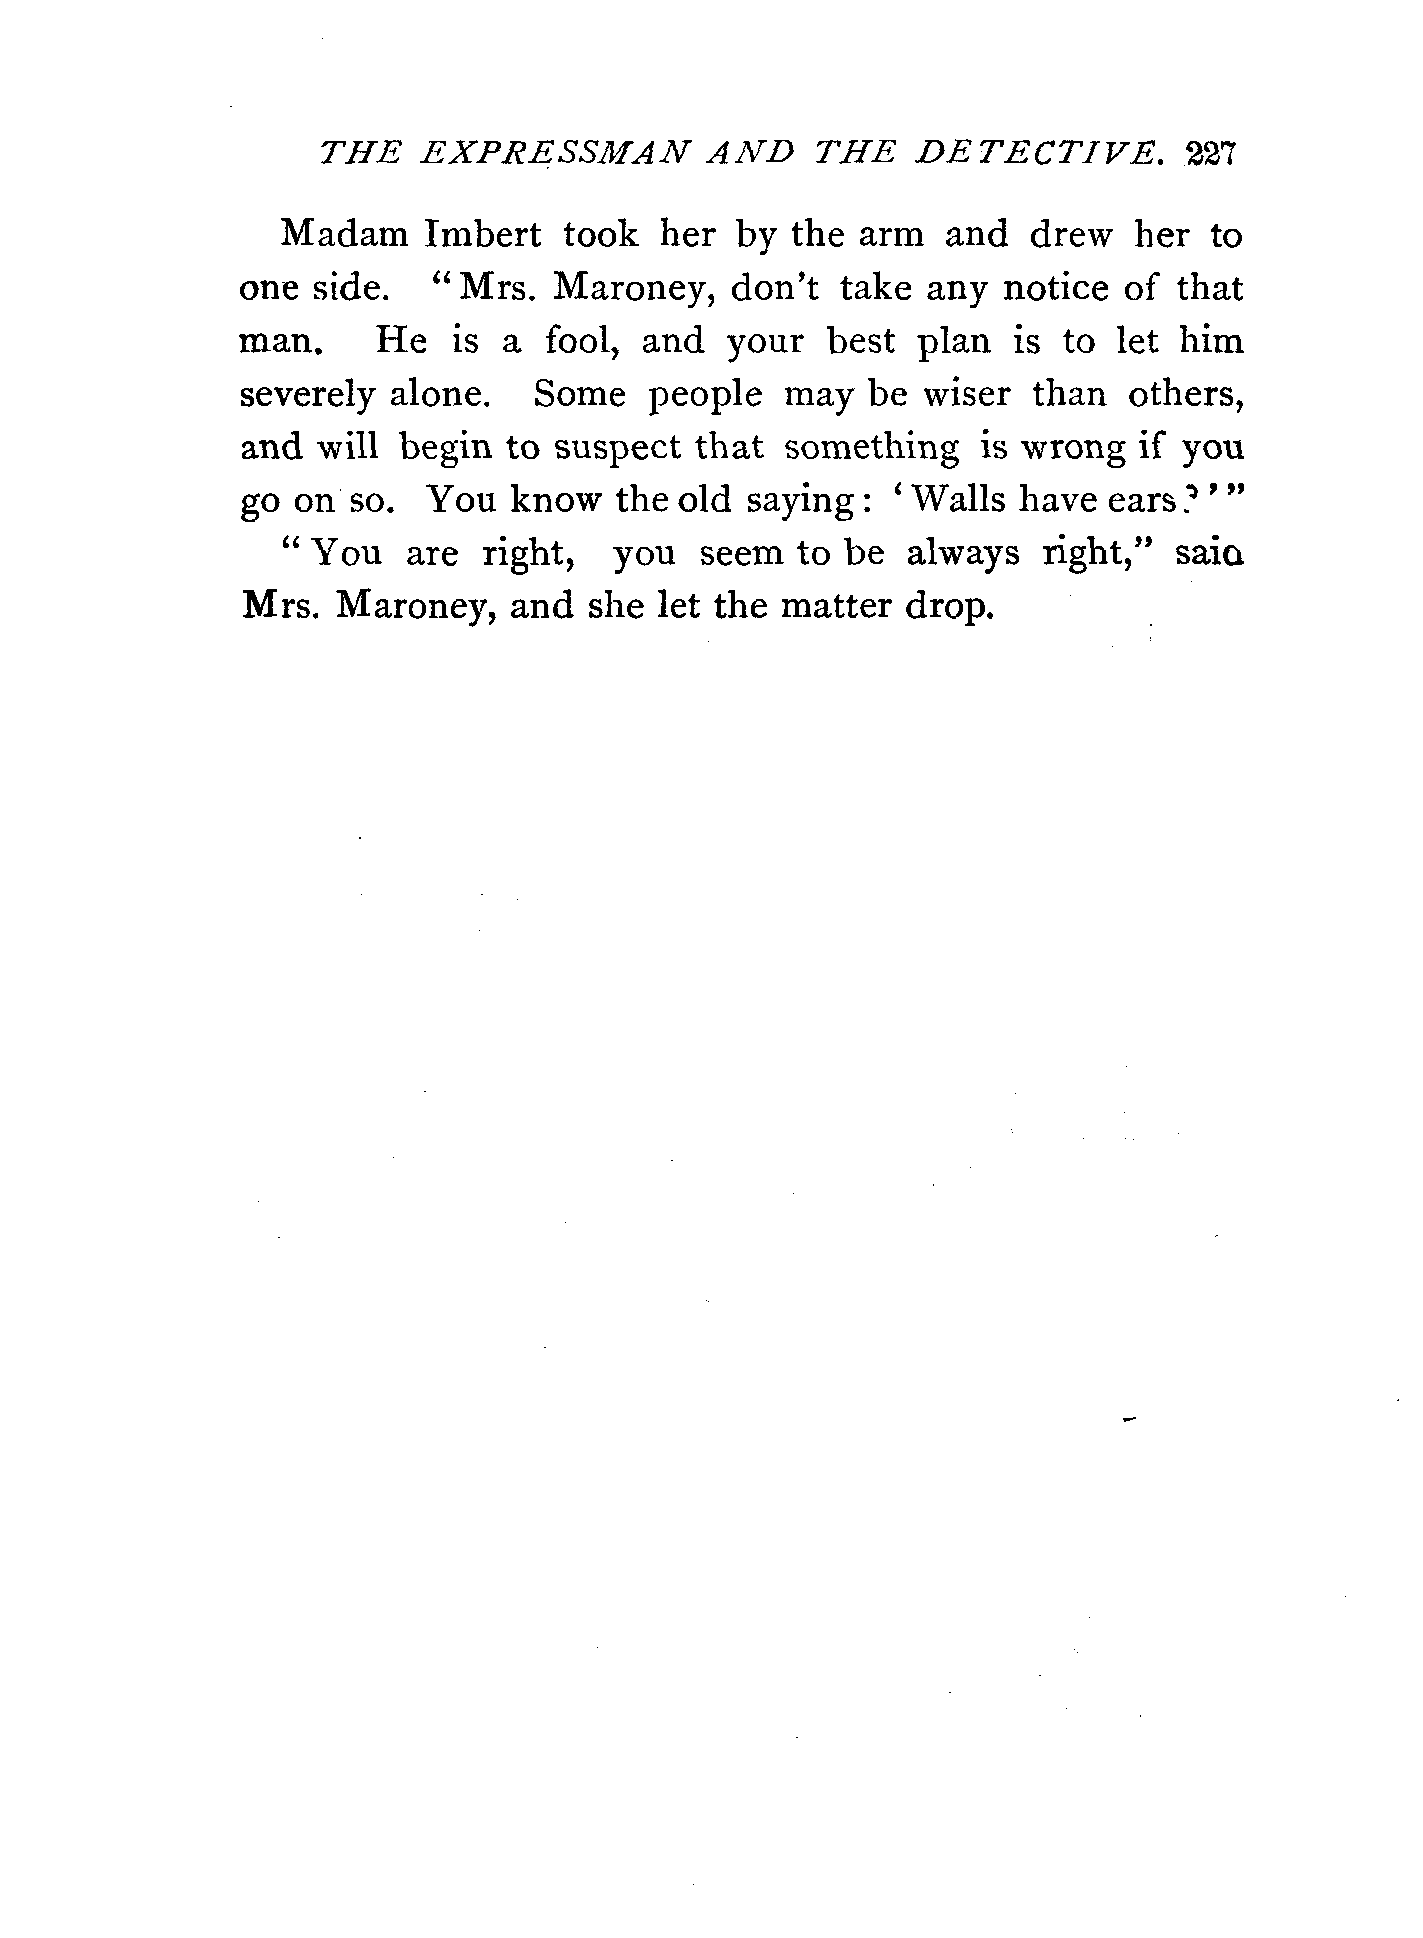 THE EXPRESSMAN AND THE DETECTIVE. 227
Madam Imbert took her by the arm and drew her to
one side. "Mrs. Maroney, don't take any notice of that
man. He is a fool, and your best plan is to let him
severely alone. Some people may be wiser than others,
and will begin to suspect that something is wrong if you
go on so. You know the old saying: 'Walls have ears?'"
"You are right, you seem to be always right," said
Mrs. Maroney, and she let the matter drop.